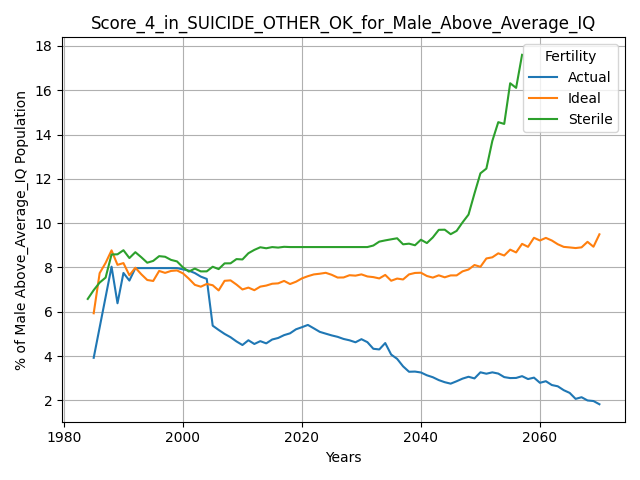 Score_4_in_SUICIDE_OTHER_OK_for_Male_Above_Average_IQ
% of Male Above_Average_IQ Population
18
16
14
12
10
8
6
4
2
Fertility
Actual
Ideal
Sterile
1980
2000
2020
2040
2060
Years